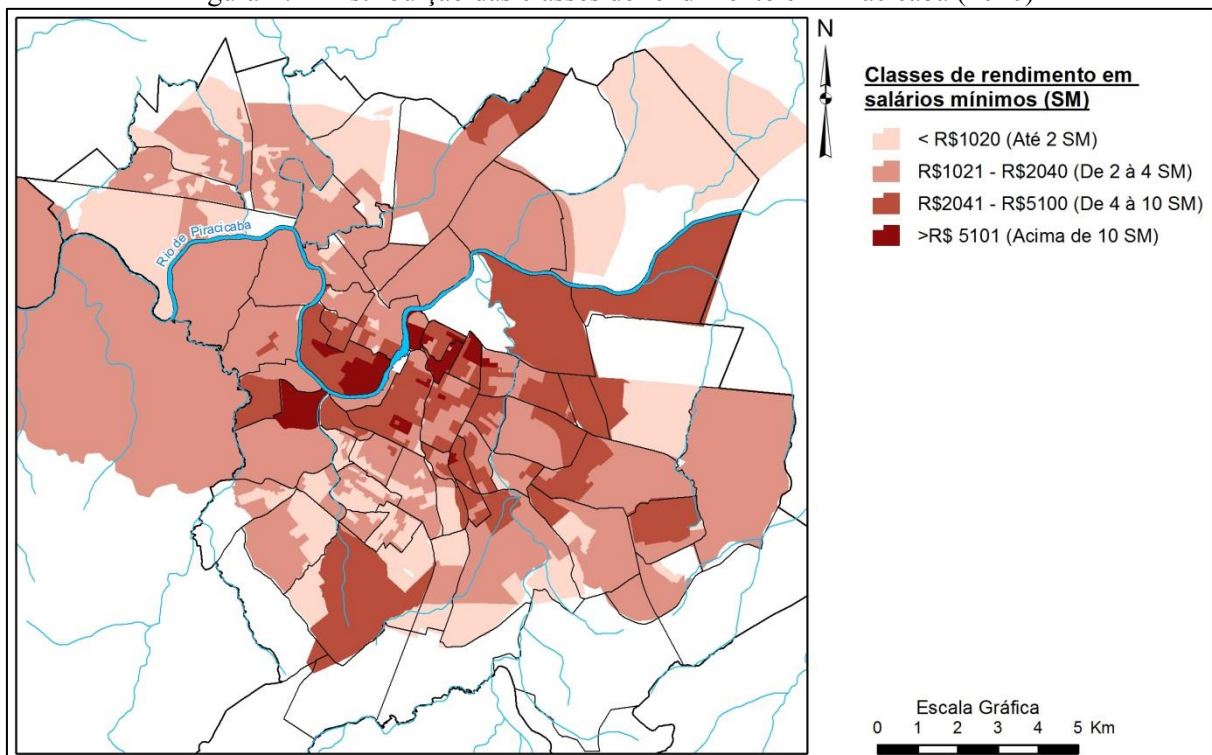 N
Classes de rendimento em
salários mínimos (SM)
< R$1020 (Até 2 SM)
R$1021 - R$2040 (De 2 à 4 SM)
R$2041 - R$5100 (De 4 à 10 SM)
>R$ 5101 (Acima de 10 SM)
Rio de Piracicaba
Escala Gráfica
0 1 2 3 4 5 Km